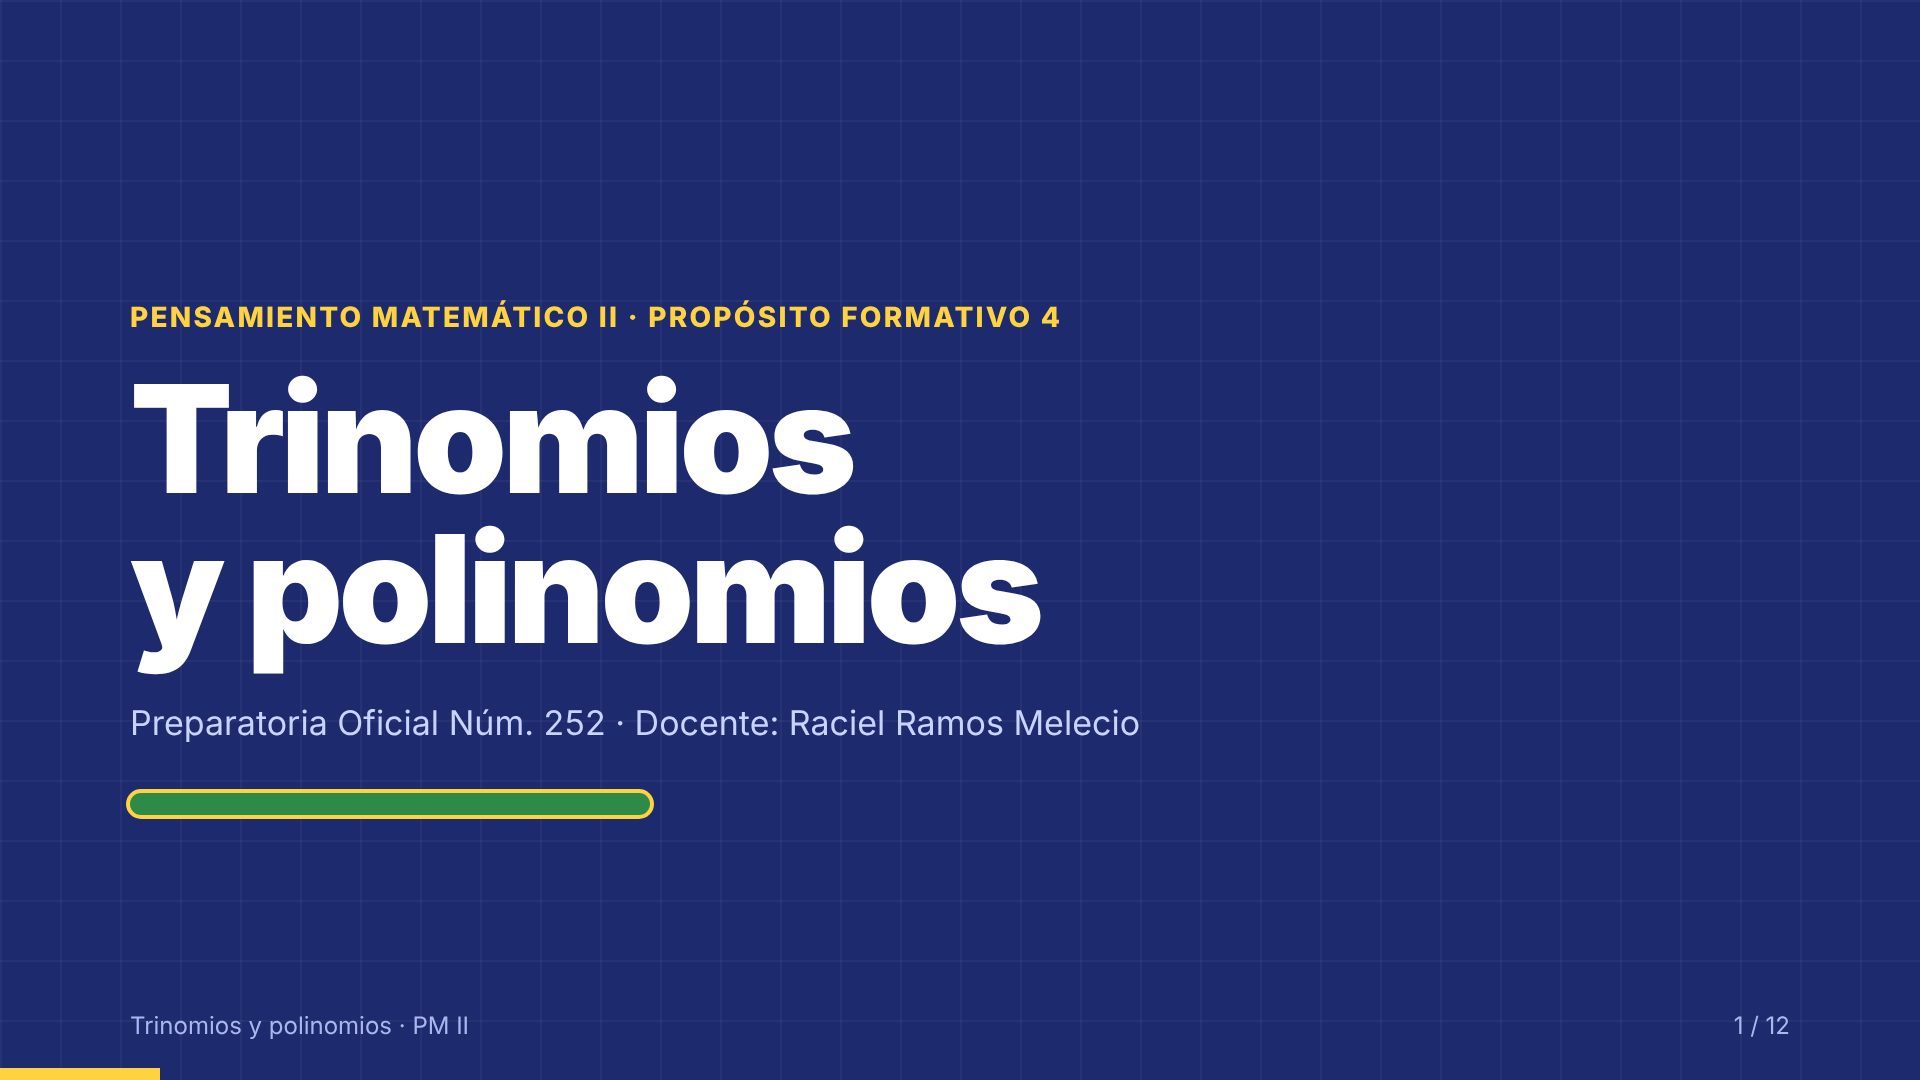 PENSAMIENTO MATEMÁTICO II · PROPÓSITO FORMATIVO 4
Trinomios
y polinomios
Preparatoria Oficial Núm. 252 · Docente: Raciel Ramos Melecio
Trinomios y polinomios · PM II
1 / 12